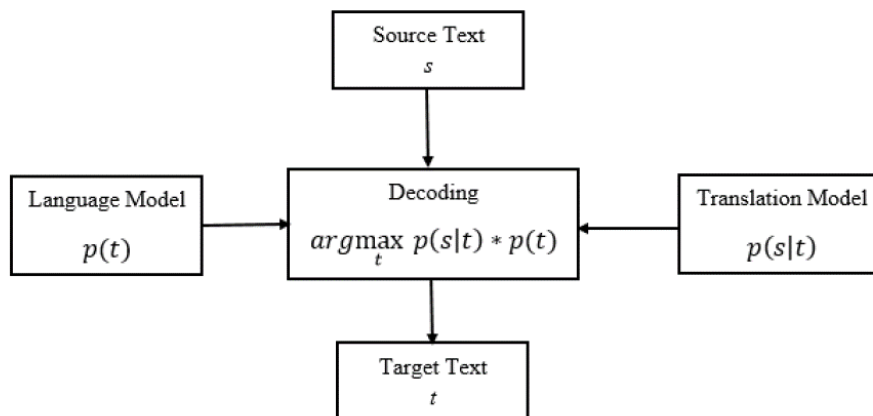 Source Text
s
Language Model
p(t)
Decoding
argmax p(s|t) * p(t)
t
Translation Model
p(s|t)
Target Text
t